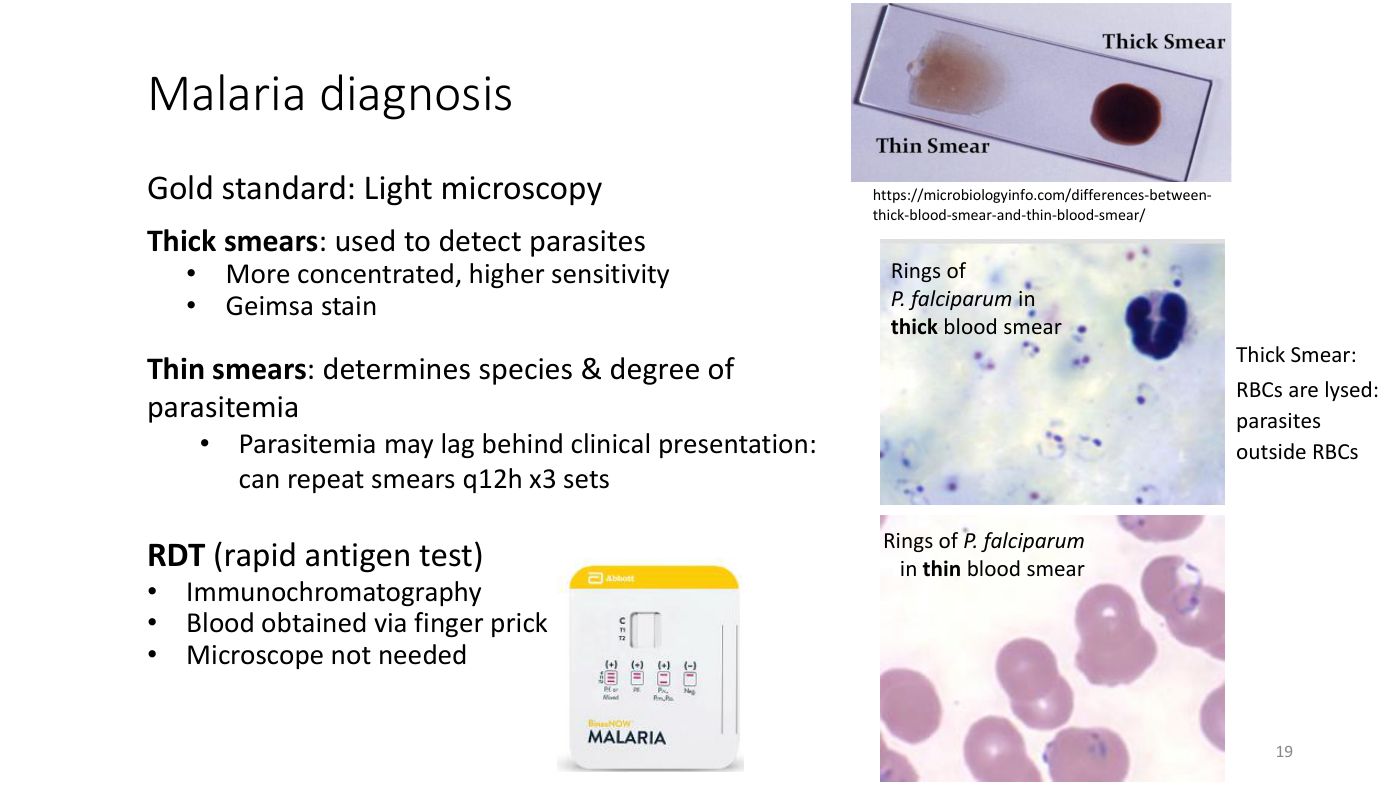 Malaria diagnosis
Gold standard: Light microscopy
Thick smears: used to detect parasites
• More concentrated, higher sensitivity
• Geimsa stain
Thin smears: determines species & degree of
parasitemia
• Parasitemia may lag behind clinical presentation:
can repeat smears q12h x3 sets
RDT (rapid antigen test)
• Immunochromatography
• Blood obtained via finger prick
• Microscope not needed
Abbott
C
T1
T2
(+) (+) (+) (-)
P.f. or
Mixed
P.f.
Neg.
BinaxNOW
MALARIA
Thick Smear
Thin Smear
https://microbiologyinfo.com/differences-between-
thick-blood-smear-and-thin-blood-smear/
Rings of
P. falciparum in
thick blood smear
Thick Smear:
RBCs are lysed:
parasites
outside RBCs
Rings of P. falciparum
in thin blood smear
19